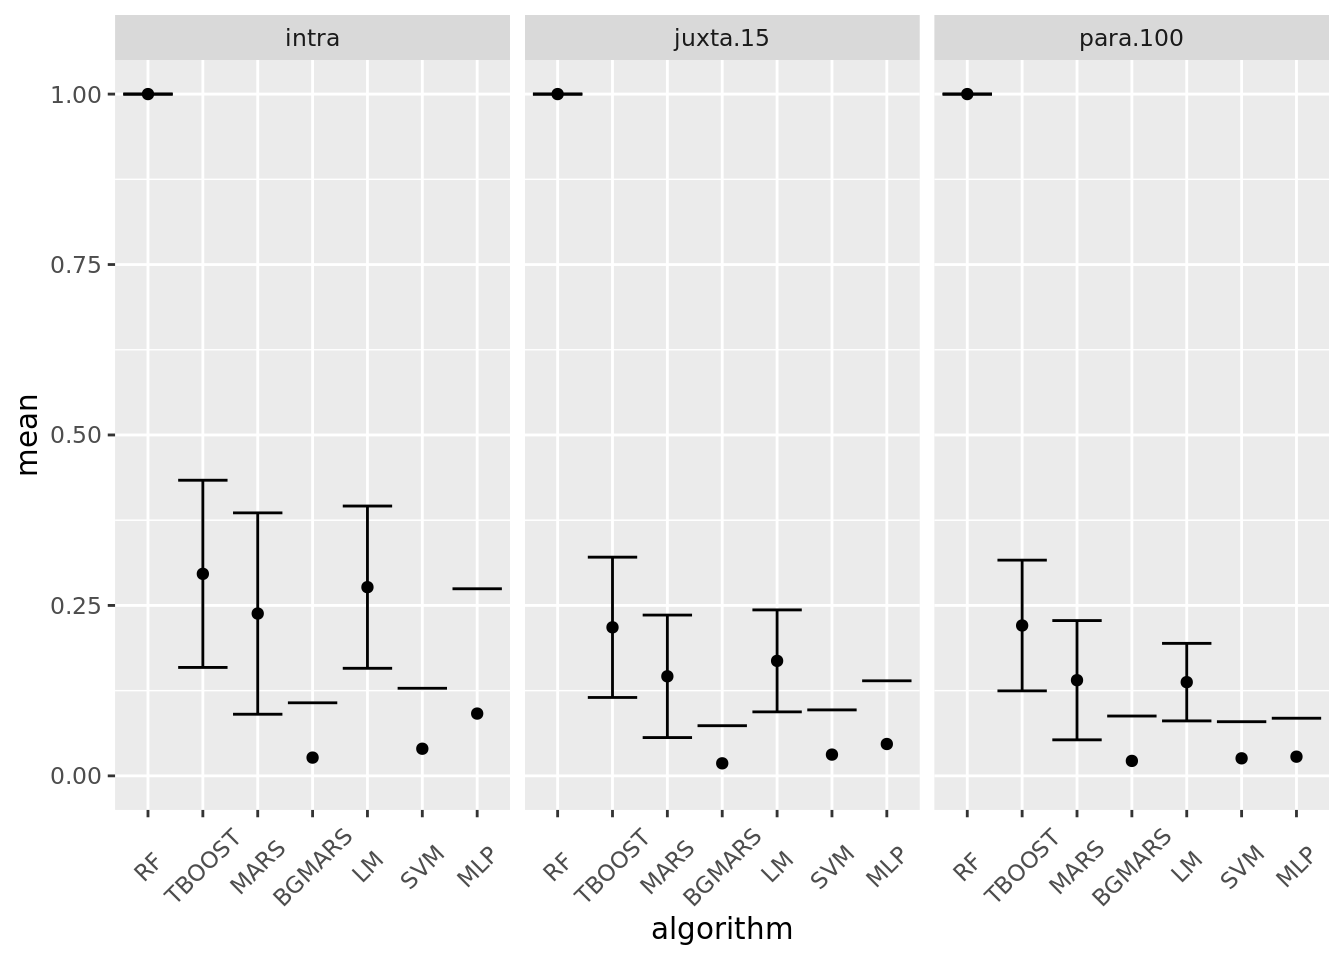 intra juxta.15 para.100
1.00
0.75
0.50
0.25
0.00
mean
RF TBOOST MARS BGMARS LM SVM MLP RF TBOOST MARS BGMARS LM SVM MLP RF TBOOST MARS BGMARS LM SVM MLP
algorithm